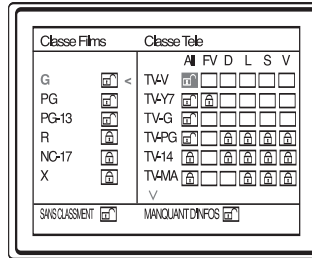 Classe Films Classe Tele
All FV D L S V
G < TV-V
PG TV-Y7
PG-13 TV-G
R TV-PG
NC-17 TV-14
X TV-MA
SANS CLASSMENT MANQUANT D'INFOS